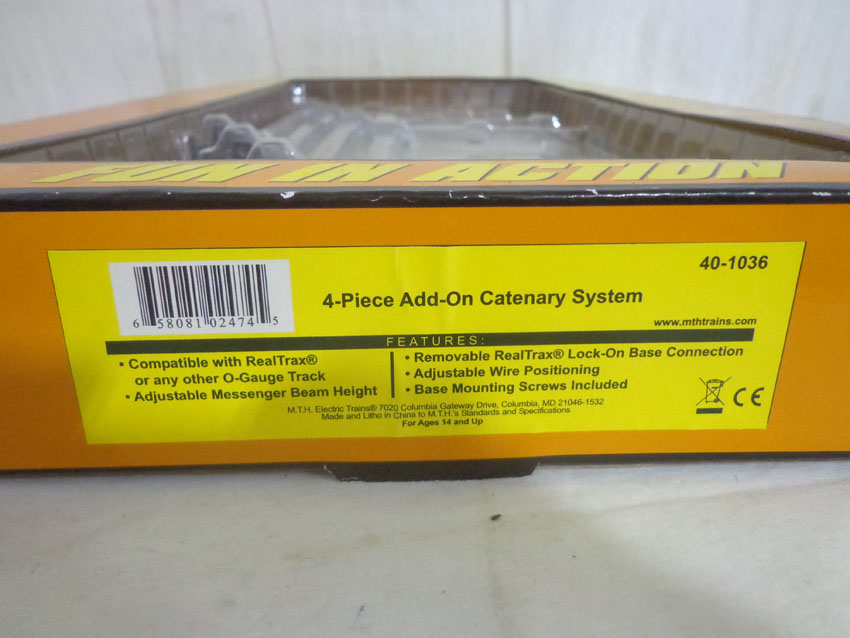 FUN IN ACTION
40-1036
4-Piece Add-On Catenary System
6 58081 02474 5
www.mthtrains.com
FEATURES:
• Compatible with RealTrax®
or any other O-Gauge Track
• Adjustable Messenger Beam Height
• Removable RealTrax® Lock-On Base Connection
• Adjustable Wire Positioning
• Base Mounting Screws Included
M.T.H. Electric Trains® 7020 Columbia Gateway Drive, Columbia, MD 21046-1532
Made and Litho in China to M.T.H.'s Standards and Specifications
For Ages 14 and Up
CE